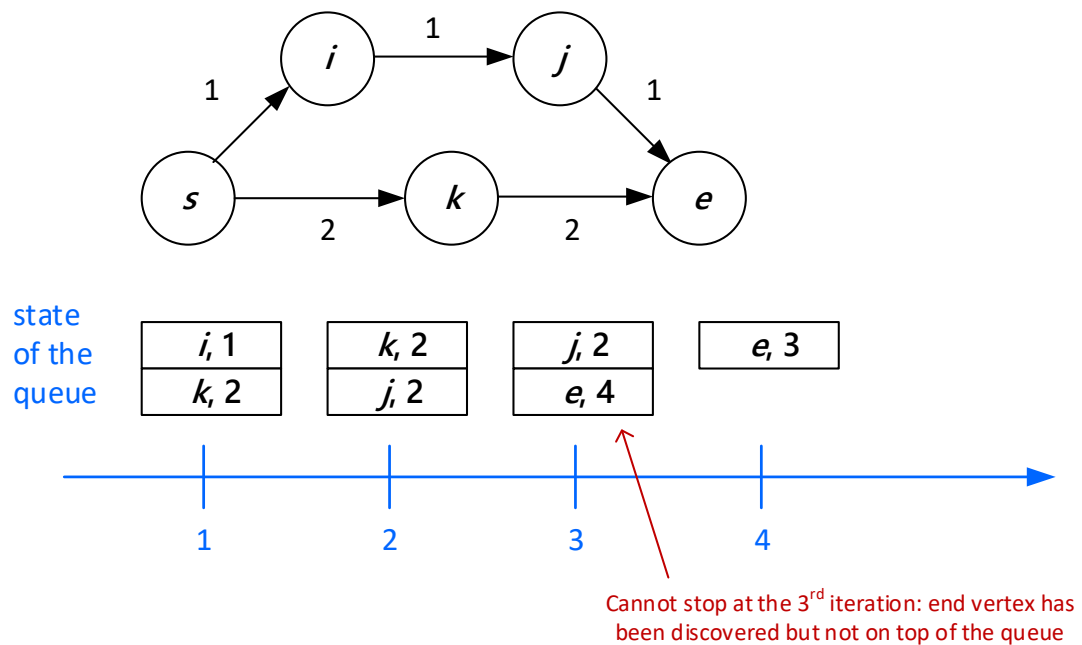 1
i
1
j
1
s
2
k
2
e
state
of the
queue
i, 1
k, 2
k, 2
j, 2
j, 2
e, 4
e, 3
1
2
3
4
Cannot stop at the 3rd iteration: end vertex has
been discovered but not on top of the queue